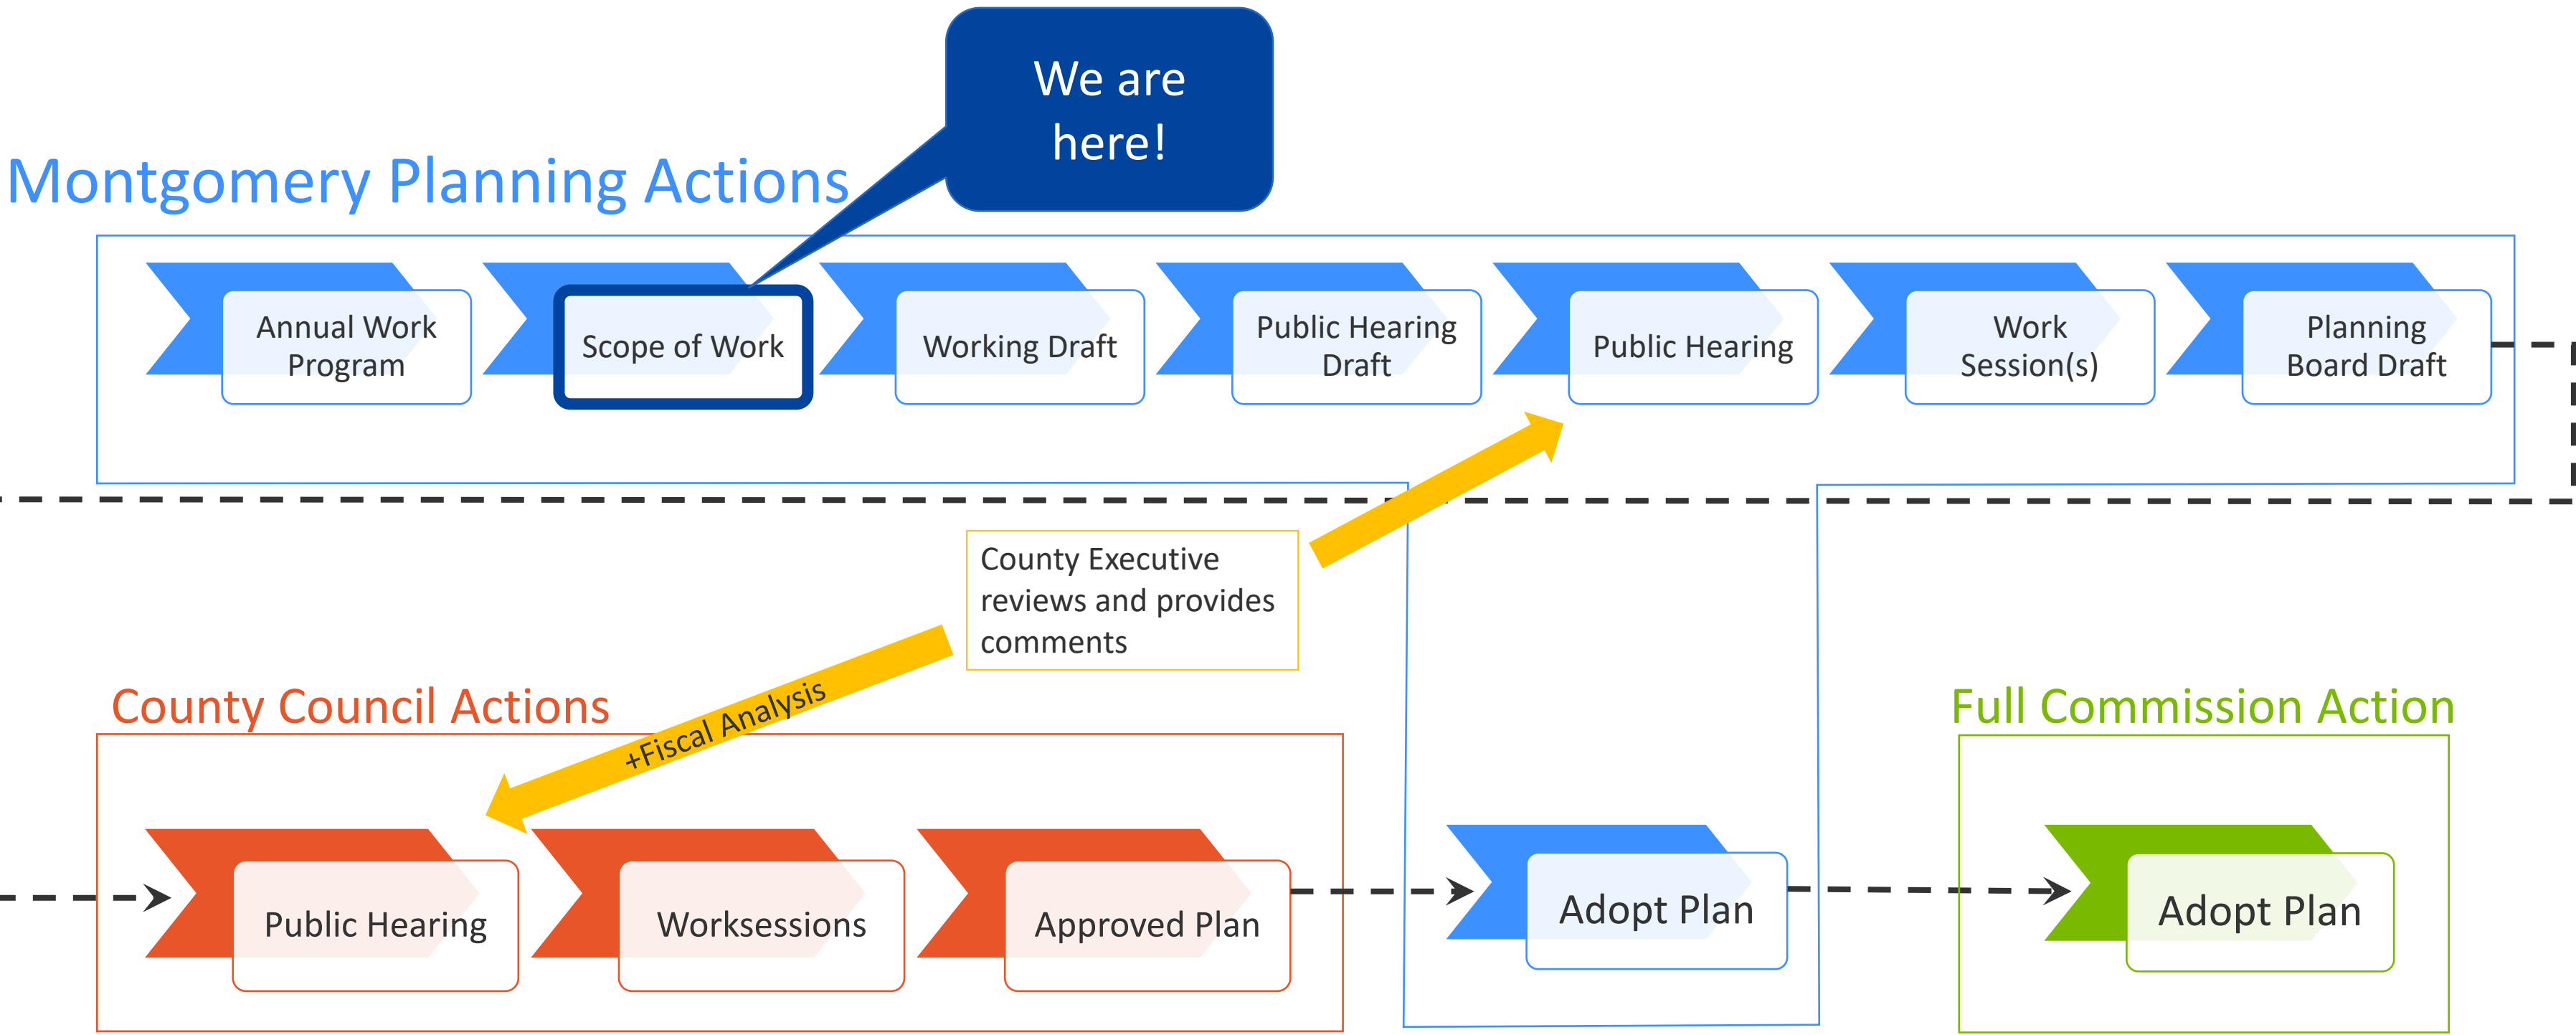 We are
here!
Montgomery Planning Actions
Annual Work
Program
Scope of Work
Working Draft
Public Hearing
Draft
Public Hearing
Work
Session(s)
Planning
Board Draft
County Executive
reviews and provides
comments
+Fiscal Analysis
County Council Actions
Public Hearing
Worksessions
Approved Plan
Adopt Plan
Full Commission Action
Adopt Plan